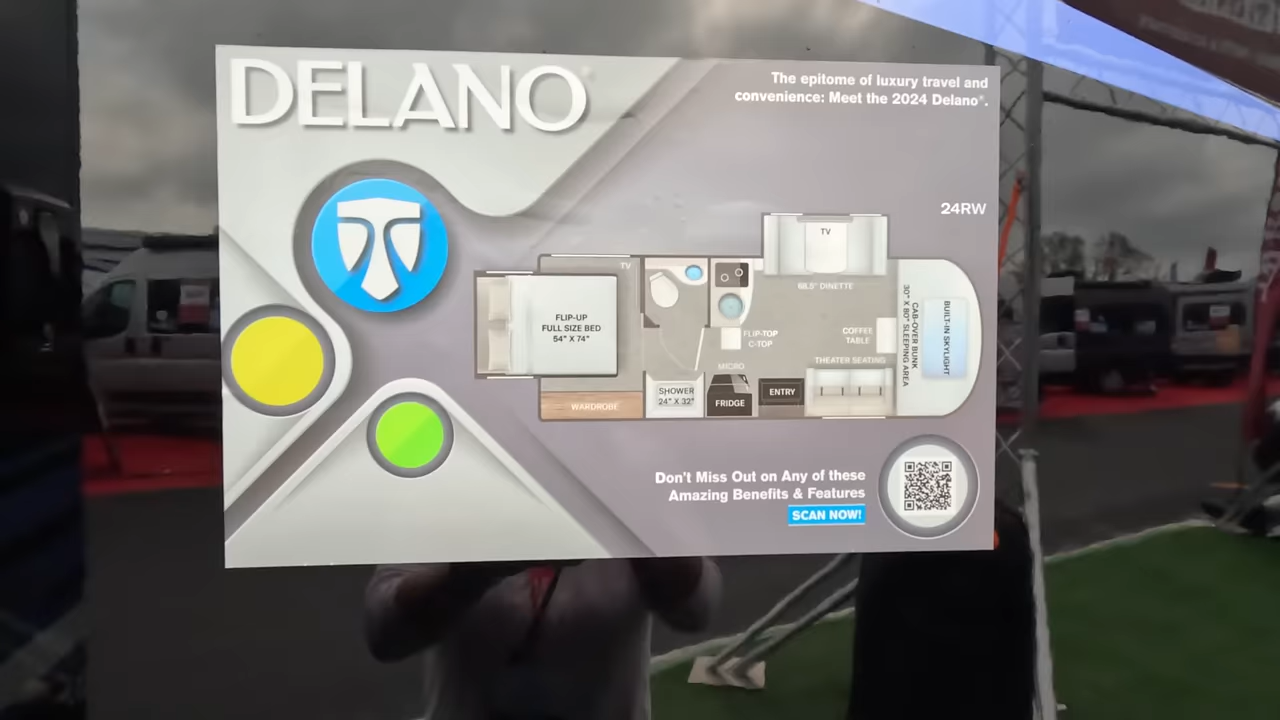 DELANO
The epitome of luxury travel and
convenience: Meet the 2024 Delano®.
24RW
TV
TV
68.5" DINETTE
FLIP-UP
FULL SIZE BED
54" X 74"
FLIP-TOP
C-TOP
COFFEE
TABLE
CAB-OVER BUNK
30" X 80" SLEEPING AREA
BUILT-IN SKYLIGHT
MICRO
THEATER SEATING
SHOWER
24" X 32"
FRIDGE
ENTRY
WARDROBE
Don't Miss Out on Any of these
Amazing Benefits & Features
SCAN NOW!